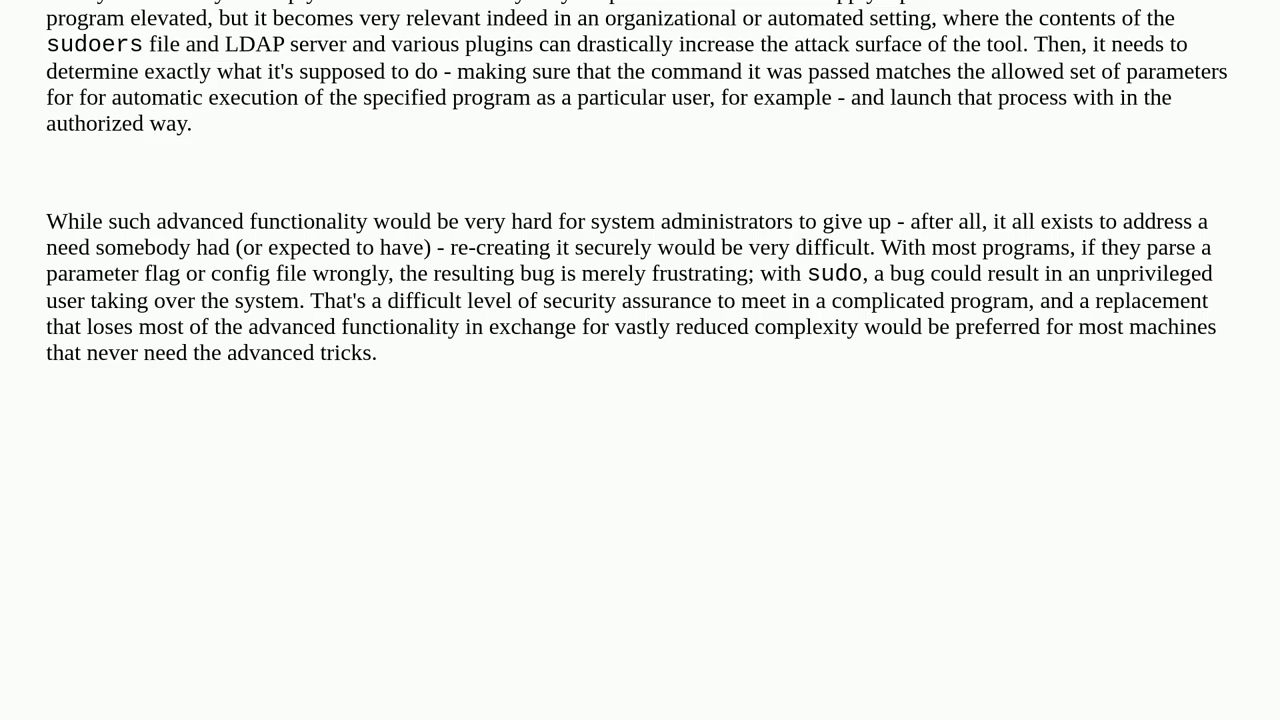 program elevated, but it becomes very relevant indeed in an organizational or automated setting, where the contents of the
sudoers file and LDAP server and various plugins can drastically increase the attack surface of the tool. Then, it needs to
determine exactly what it's supposed to do - making sure that the command it was passed matches the allowed set of parameters
for for automatic execution of the specified program as a particular user, for example - and launch that process with in the
authorized way.
While such advanced functionality would be very hard for system administrators to give up - after all, it all exists to address a
need somebody had (or expected to have) - re-creating it securely would be very difficult. With most programs, if they parse a
parameter flag or config file wrongly, the resulting bug is merely frustrating; with sudo, a bug could result in an unprivileged
user taking over the system. That's a difficult level of security assurance to meet in a complicated program, and a replacement
that loses most of the advanced functionality in exchange for vastly reduced complexity would be preferred for most machines
that never need the advanced tricks.